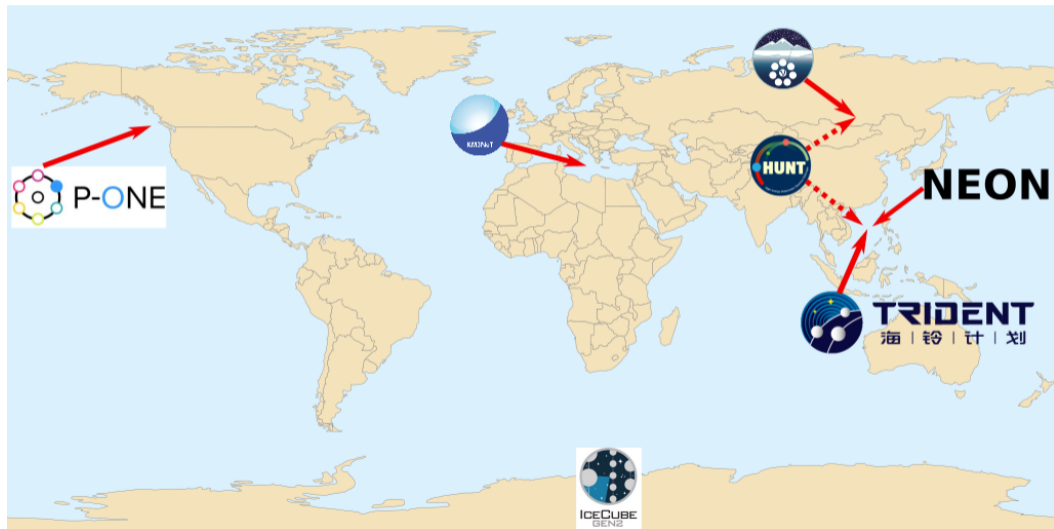 KM3NeT
HUNT
NEON
P-ONE
TRIDENT
海 | 铃 | 计 | 划
ICECUBE
GEN2